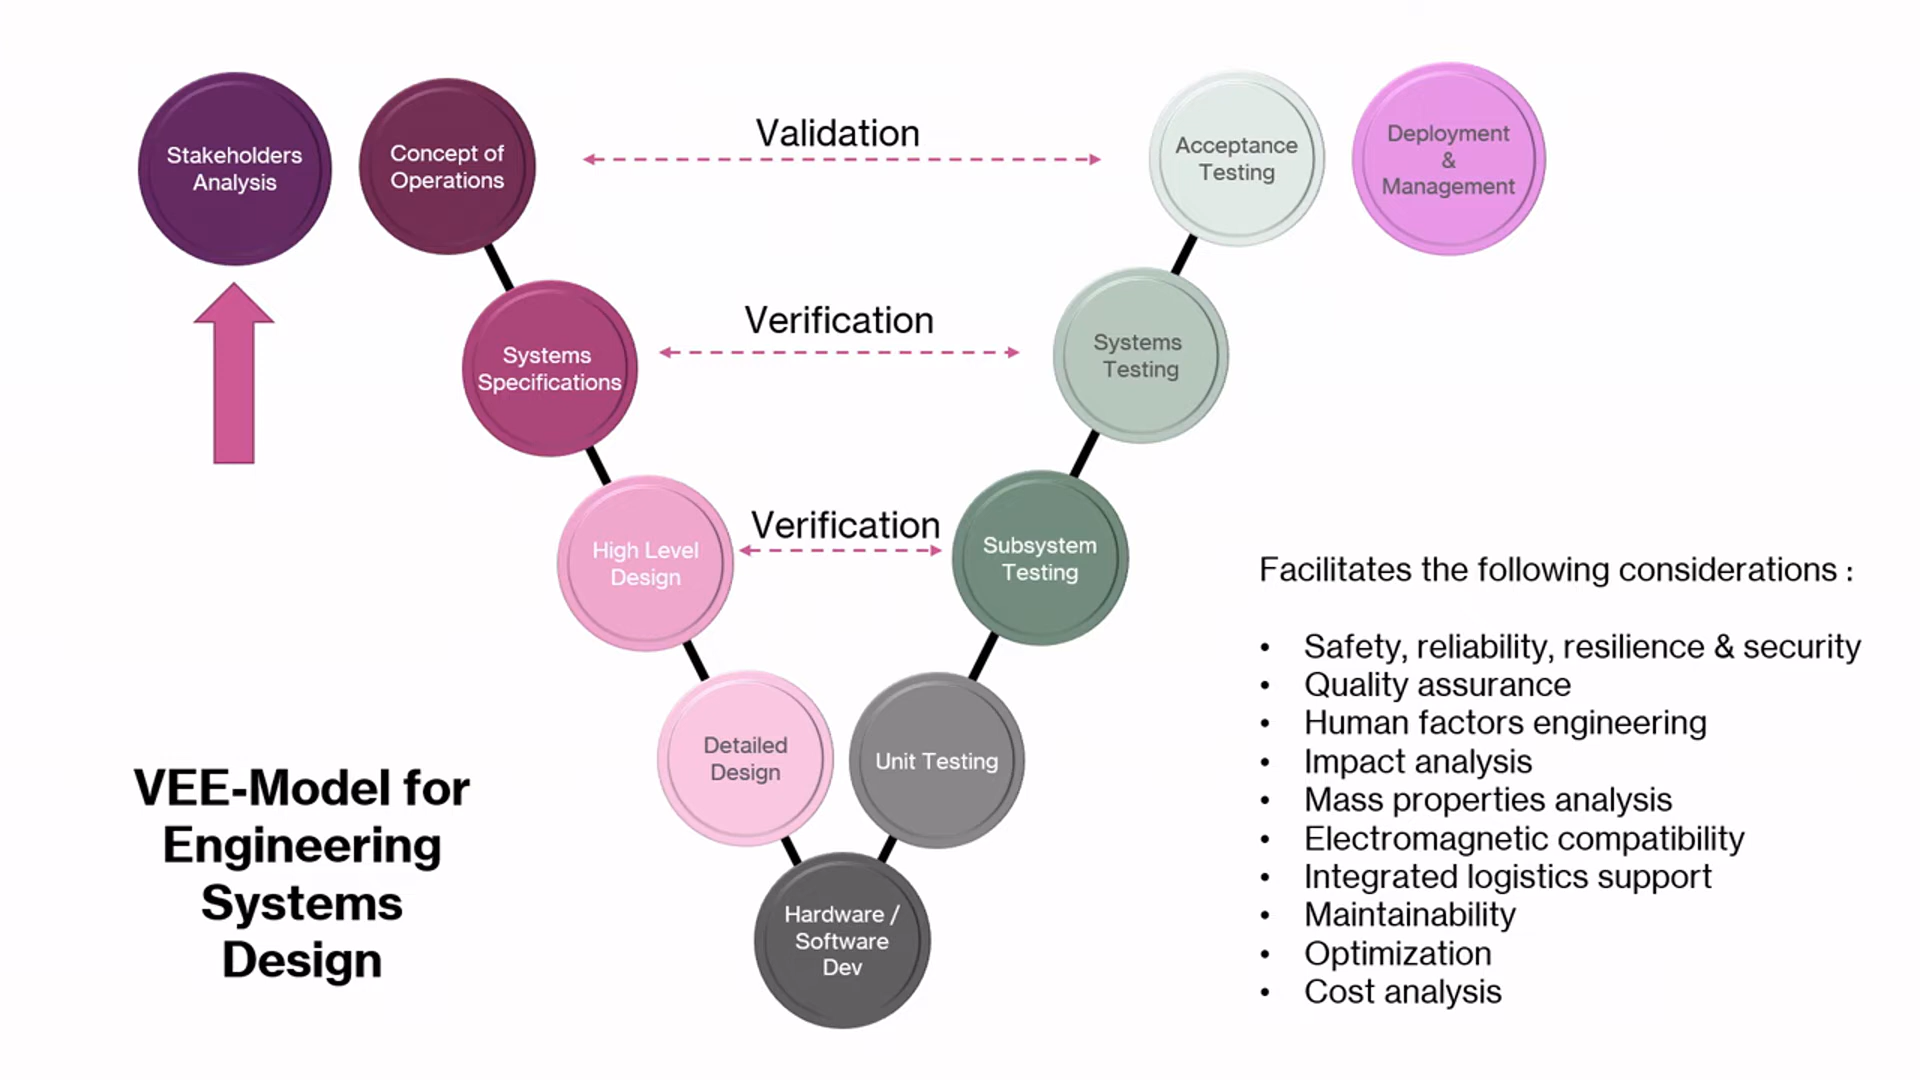 Stakeholders
Analysis
Concept of
Operations
Validation
Acceptance
Testing
Deployment
&
Management
Systems
Specifications
Verification
Systems
Testing
High Level
Design
Verification
Subsystem
Testing
Detailed
Design
Unit Testing
Hardware /
Software
Dev
VEE-Model for
Engineering
Systems
Design
Facilitates the following considerations :
• Safety, reliability, resilience & security
• Quality assurance
• Human factors engineering
• Impact analysis
• Mass properties analysis
• Electromagnetic compatibility
• Integrated logistics support
• Maintainability
• Optimization
• Cost analysis